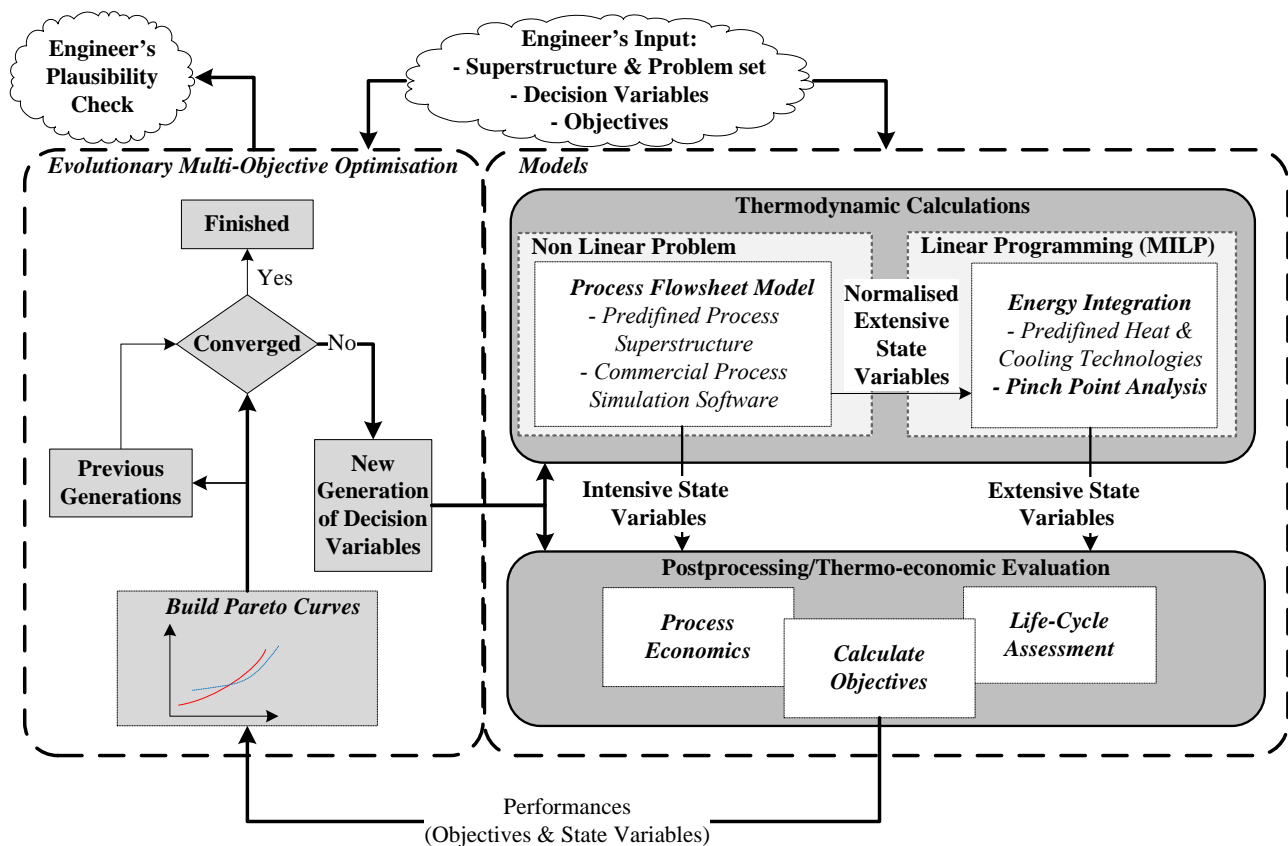 Engineer's
Plausibility
Check
Engineer's Input:
- Superstructure & Problem set
- Decision Variables
- Objectives
Evolutionary Multi-Objective Optimisation
Finished
Yes
Converged
No
Previous
Generations
New
Generation
of Decision
Variables
Build Pareto Curves
Models
Thermodynamic Calculations
Non Linear Problem
Process Flowsheet Model
- Predifined Process
Superstructure
- Commercial Process
Simulation Software
Normalised
Extensive
State
Variables
Linear Programming (MILP)
Energy Integration
- Predifined Heat &
Cooling Technologies
- Pinch Point Analysis
Intensive State
Variables
Extensive State
Variables
Postprocessing/Thermo-economic Evaluation
Process
Economics
Calculate
Objectives
Life-Cycle
Assessment
Performances
(Objectives & State Variables)